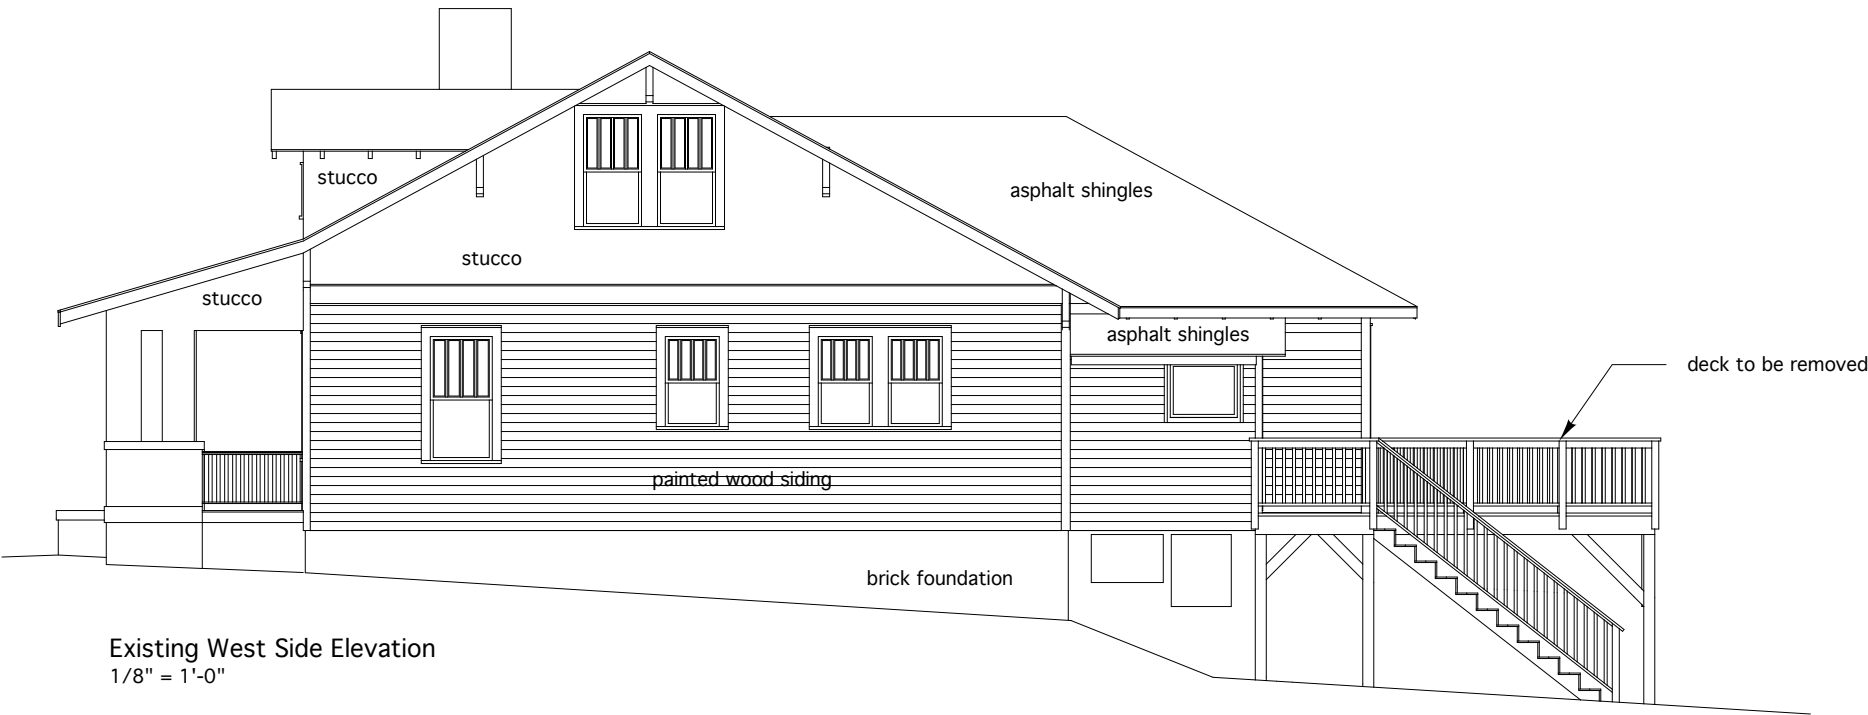 stucco
asphalt shingles
stucco
stucco
asphalt shingles
deck to be removed
painted wood siding
brick foundation
Existing West Side Elevation
1/8" = 1'-0"